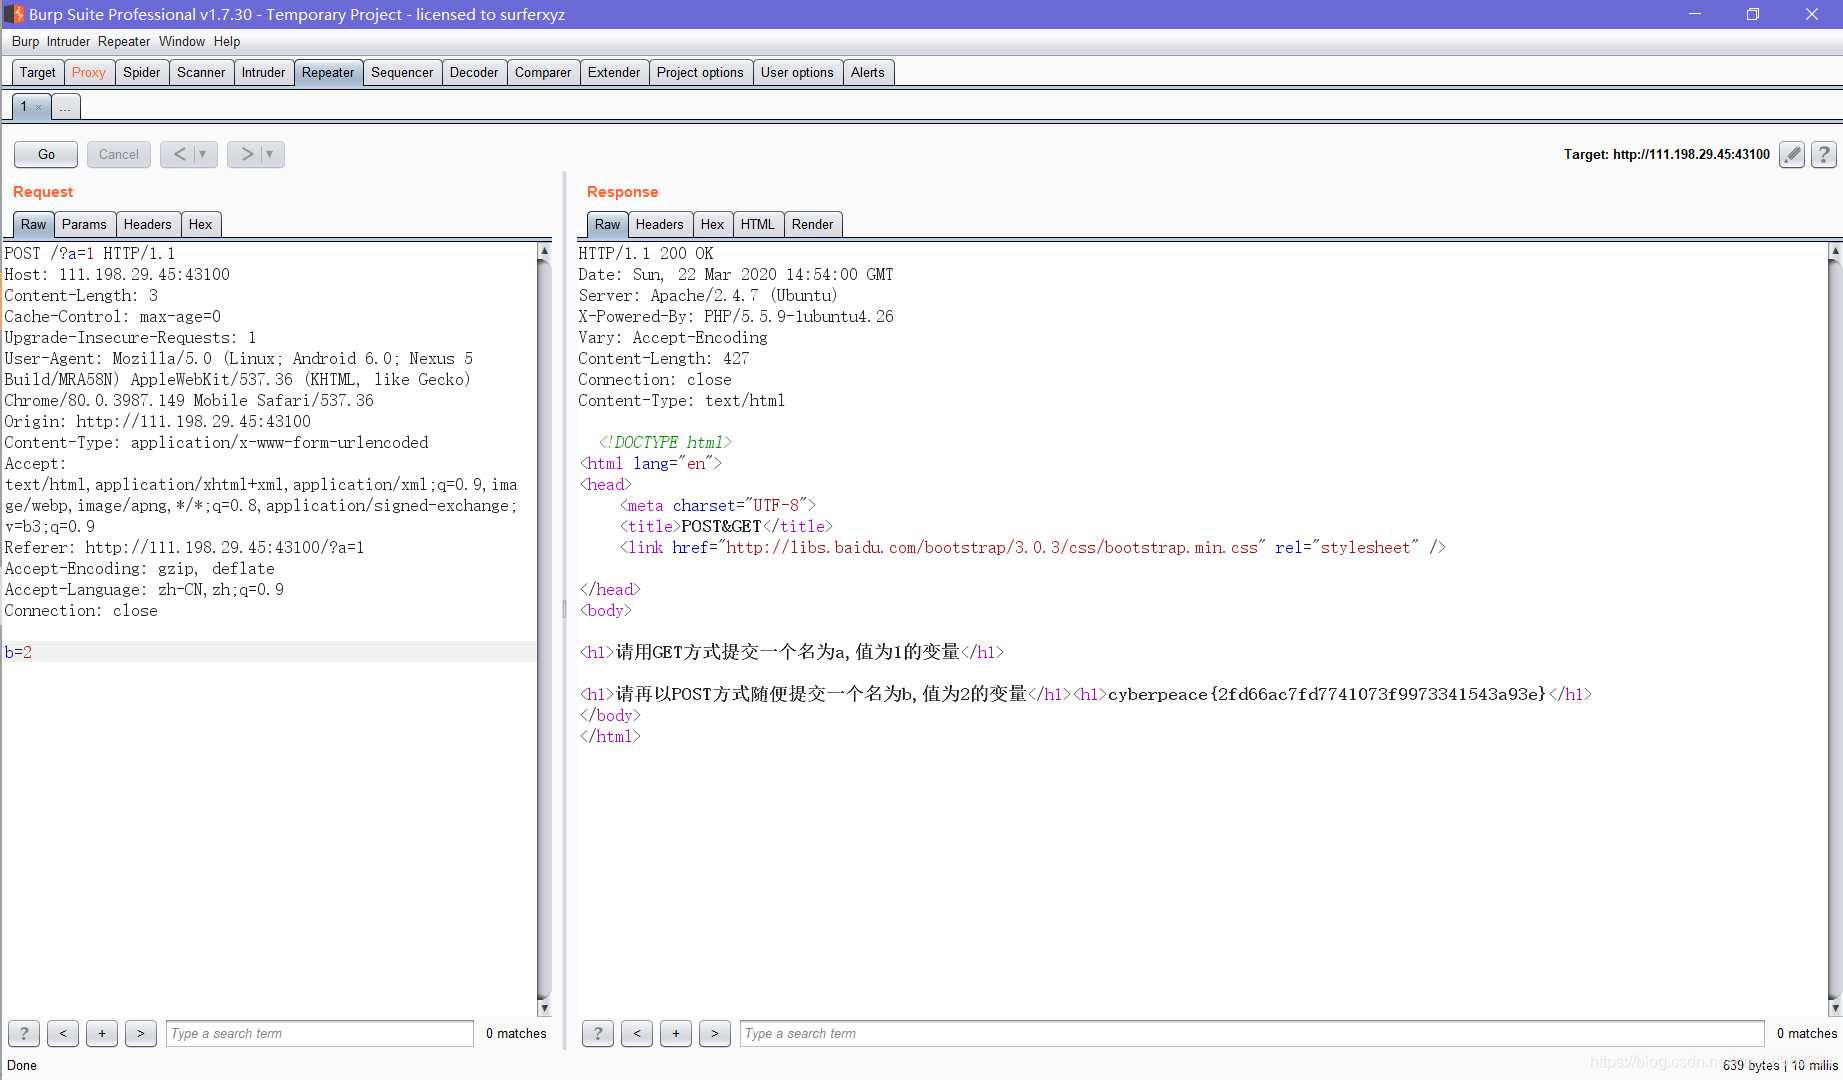 Burp Suite Professional v1.7.30 - Temporary Project - licensed to surferxyz
Burp Intruder Repeater Window Help
Target Proxy Spider Scanner Intruder Repeater Sequencer Decoder Comparer Extender Project options User options Alerts
1 × ...
Go Cancel < > Target: http://111.198.29.45:43100 ?
Request
Raw Params Headers Hex
POST /?a=1 HTTP/1.1
Host: 111.198.29.45:43100
Content-Length: 3
Cache-Control: max-age=0
Upgrade-Insecure-Requests: 1
User-Agent: Mozilla/5.0 (Linux; Android 6.0; Nexus 5
Build/MRA58N) AppleWebKit/537.36 (KHTML, like Gecko)
Chrome/80.0.3987.149 Mobile Safari/537.36
Origin: http://111.198.29.45:43100
Content-Type: application/x-www-form-urlencoded
Accept:
text/html,application/xhtml+xml,application/xml;q=0.9,ima
ge/webp,image/apng,*/*;q=0.8,application/signed-exchange;
v=b3;q=0.9
Referer: http://111.198.29.45:43100/?a=1
Accept-Encoding: gzip, deflate
Accept-Language: zh-CN,zh;q=0.9
Connection: close
b=2
? < + > Type a search term 0 matches
Response
Raw Headers Hex HTML Render
HTTP/1.1 200 OK
Date: Sun, 22 Mar 2020 14:54:00 GMT
Server: Apache/2.4.7 (Ubuntu)
X-Powered-By: PHP/5.5.9-1ubuntu4.26
Vary: Accept-Encoding
Content-Length: 427
Connection: close
Content-Type: text/html
<!DOCTYPE html>
<html lang="en">
<head>
<meta charset="UTF-8">
<title>POST&GET</title>
<link href="http://libs.baidu.com/bootstrap/3.0.3/css/bootstrap.min.css" rel="stylesheet" />
</head>
<body>
<h1>请用GET方式提交一个名为a,值为1的变量</h1>
<h1>请再以POST方式随便提交一个名为b,值为2的变量</h1><h1>cyberpeace{2fd66ac7fd7741073f9973341543a93e}</h1>
</body>
</html>
? < + > Type a search term 0 matches
Done
639 bytes | 10 millis